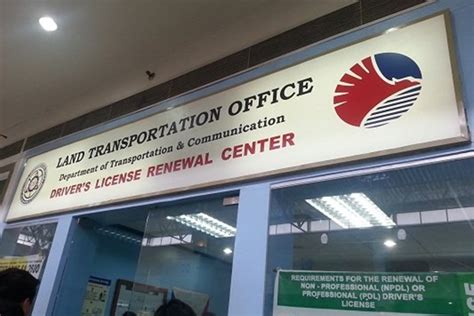 LAND TRANSPORTATION OFFICE
Department of Transportation & Communication
DRIVER'S LICENSE RENEWAL CENTER
REQUIREMENTS FOR THE RENEWAL OF
NON - PROFESSIONAL (NPDL) OR
PROFESSIONAL (PDL) DRIVER'S
LICENSE